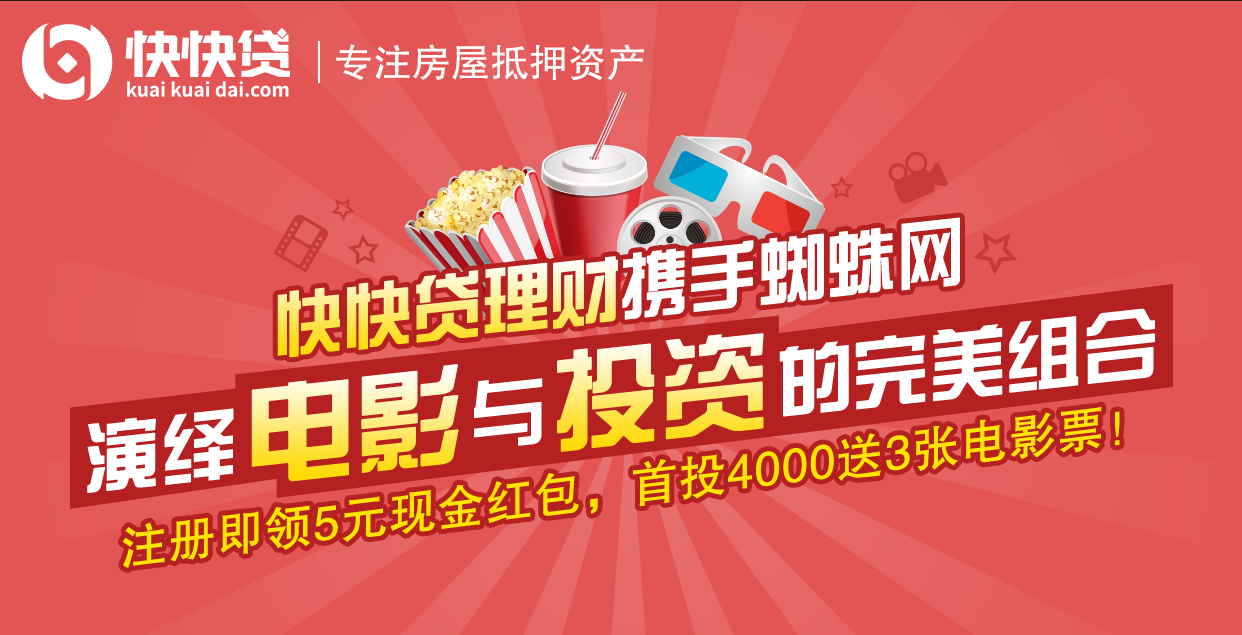 快快贷 专注房屋抵押资产
kuai kuai dai.com
快快贷理财携手蜘蛛网
演绎电影与投资的完美组合
注册即领5元现金红包，首投4000送3张电影票！